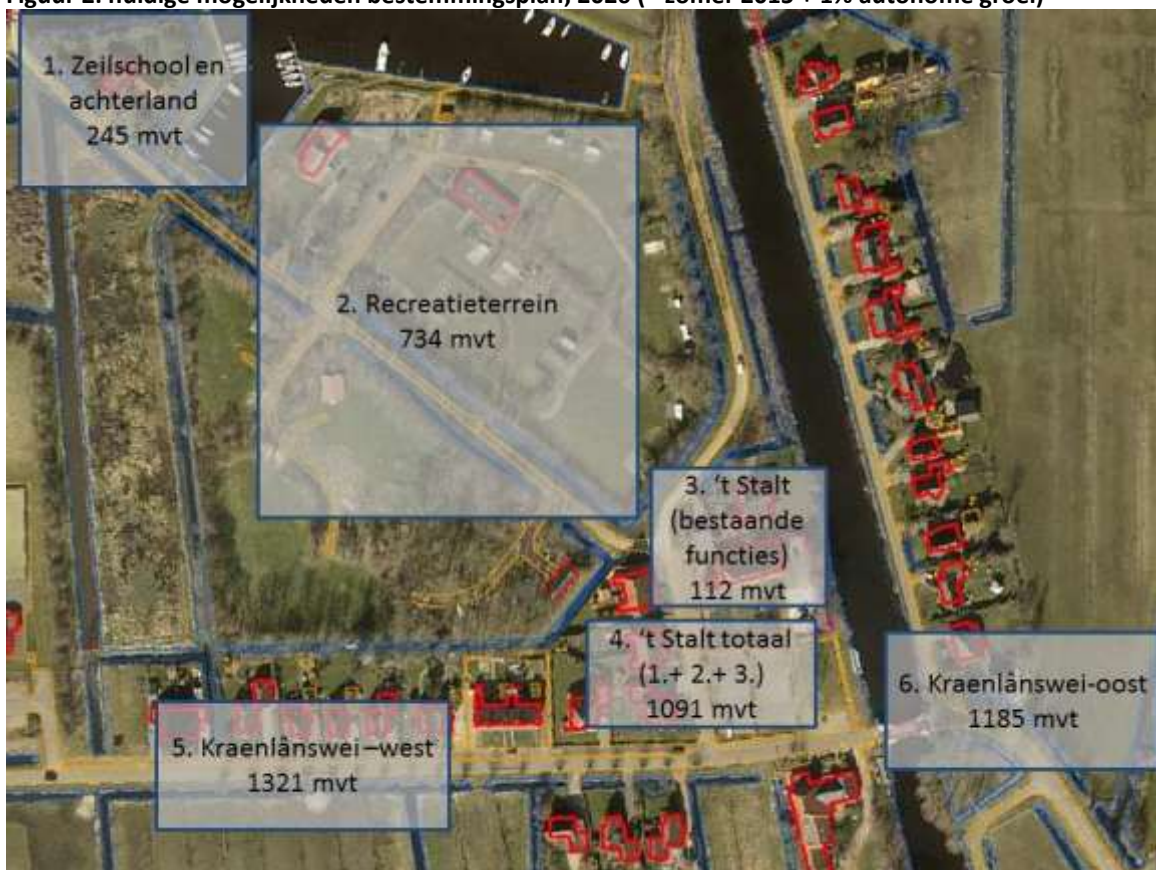 1. Zeilschool en
achterland
245 mvt
2. Recreatieterrein
734 mvt
3. ‘t Stalt
(bestaande
functies)
112 mvt
4. ‘t Stalt totaal
(1.+ 2.+ 3.)
1091 mvt
5. Kraenlânswei –west
1321 mvt
6. Kraenlânswei-oost
1185 mvt